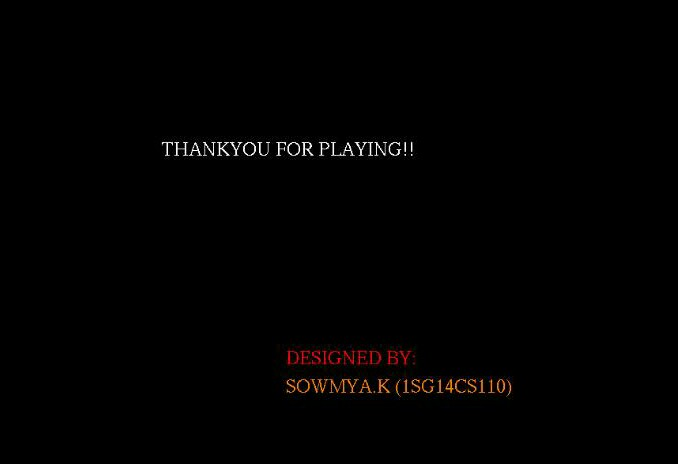 THANKYOU FOR PLAYING!!
DESIGNED BY:
SOWMYA.K (1SG14CS110)